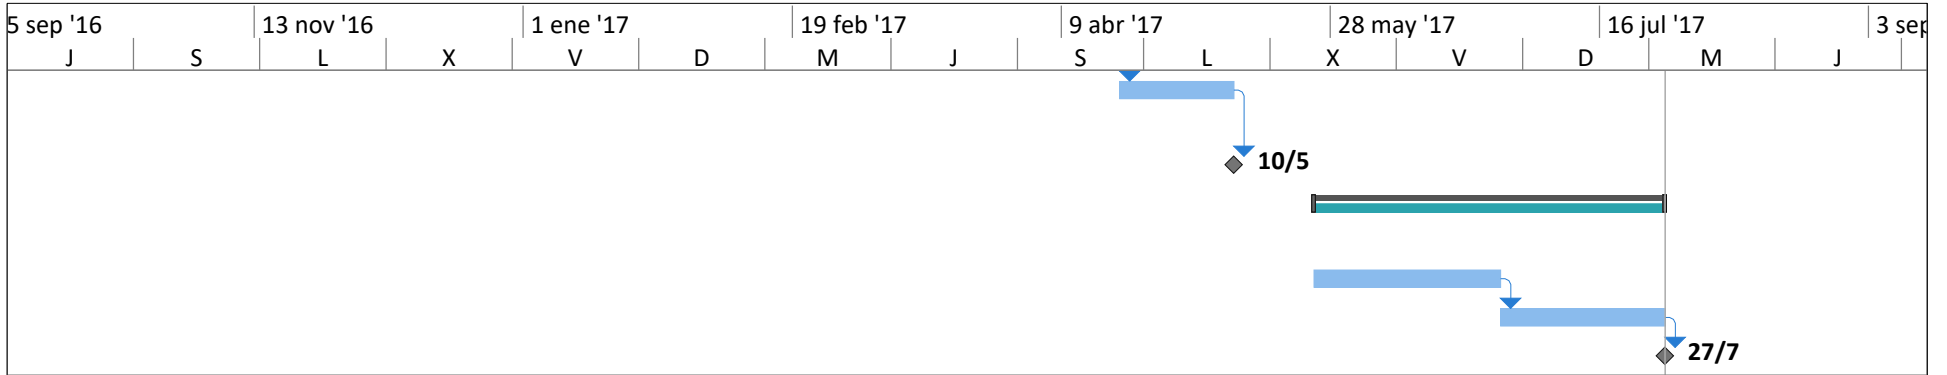 5 sep '16 13 nov '16 1 ene '17 19 feb '17 9 abr '17 28 may '17 16 jul '17 3 sep
J S L X V D M J S L X V D M J
10/5
27/7